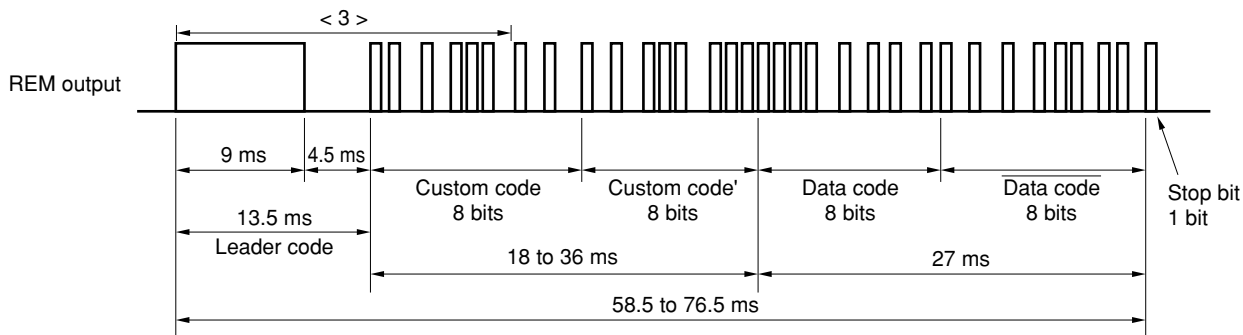 < 3 >
REM output
9 ms
4.5 ms
Custom code
8 bits
Custom code'
8 bits
Data code
8 bits
Data code
8 bits
Stop bit
1 bit
13.5 ms
Leader code
18 to 36 ms
27 ms
58.5 to 76.5 ms